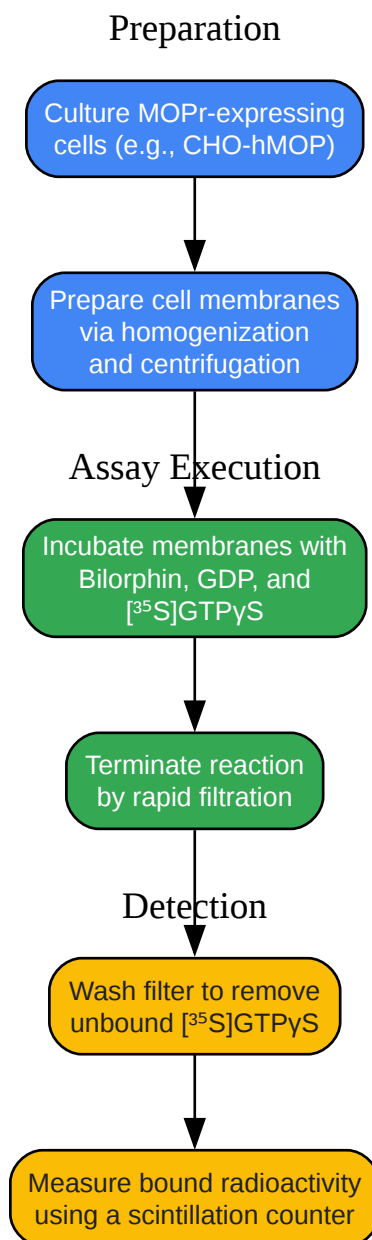 Preparation
Culture MOPr-expressing
cells (e.g., CHO-hMOP)
Prepare cell membranes
via homogenization
and centrifugation
Assay Execution
Incubate membranes with
Bilorphin, GDP, and
[³⁵S]GTPγS
Terminate reaction
by rapid filtration
Detection
Wash filter to remove
unbound [³⁵S]GTPγS
Measure bound radioactivity
using a scintillation counter